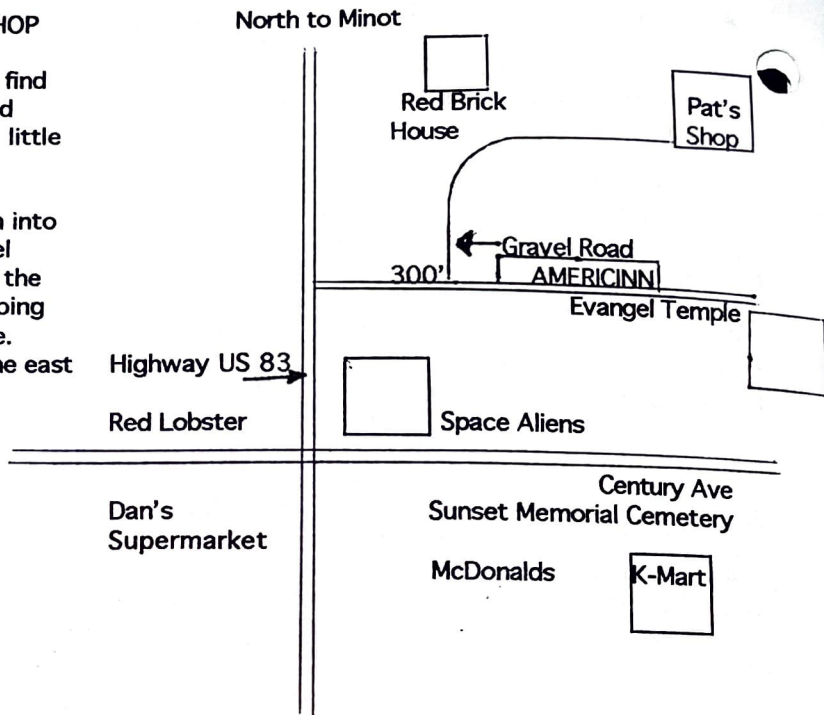 HOP
find
d
little
n into
el
the
oing
e.
he east
North to Minot
Red Brick
House
Pat's
Shop
Gravel Road
300'
AMERICINN
Evangel Temple
Highway US 83
Red Lobster
Space Aliens
Century Ave
Dan's
Supermarket
Sunset Memorial Cemetery
McDonalds
K-Mart